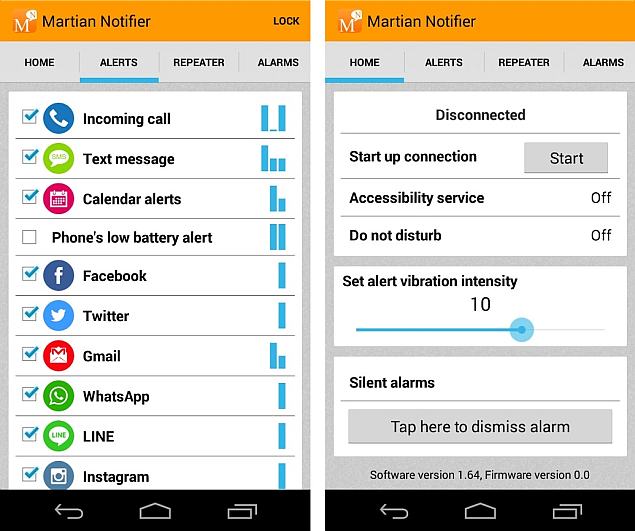 Martian Notifier LOCK
HOME ALERTS REPEATER ALARMS
Incoming call
SMS Text message
Calendar alerts
Phone's low battery alert
Facebook
Twitter
Gmail
WhatsApp
LINE LINE
Instagram
Martian Notifier
HOME ALERTS REPEATER ALARMS
Disconnected
Start up connection Start
Accessibility service Off
Do not disturb Off
Set alert vibration intensity
10
Silent alarms
Tap here to dismiss alarm
Software version 1.64, Firmware version 0.0